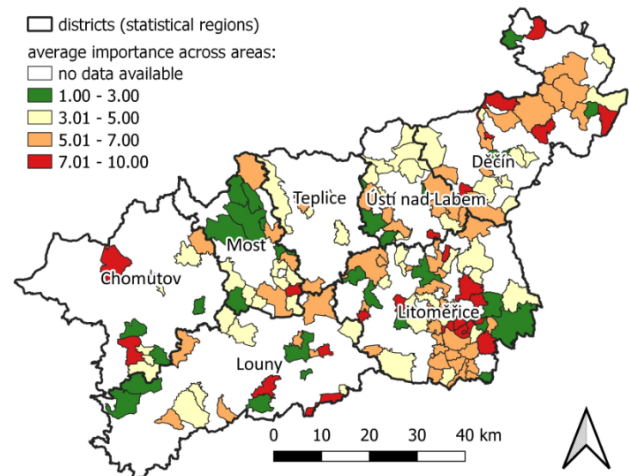 districts (statistical regions)
average importance across areas:
no data available
1.00 - 3.00
3.01 - 5.00
5.01 - 7.00
7.01 - 10.00
Děčín
Teplice
Ústí nad Labem
Most
Chomutov
Litoměřice
Louny
0 10 20 30 40 km